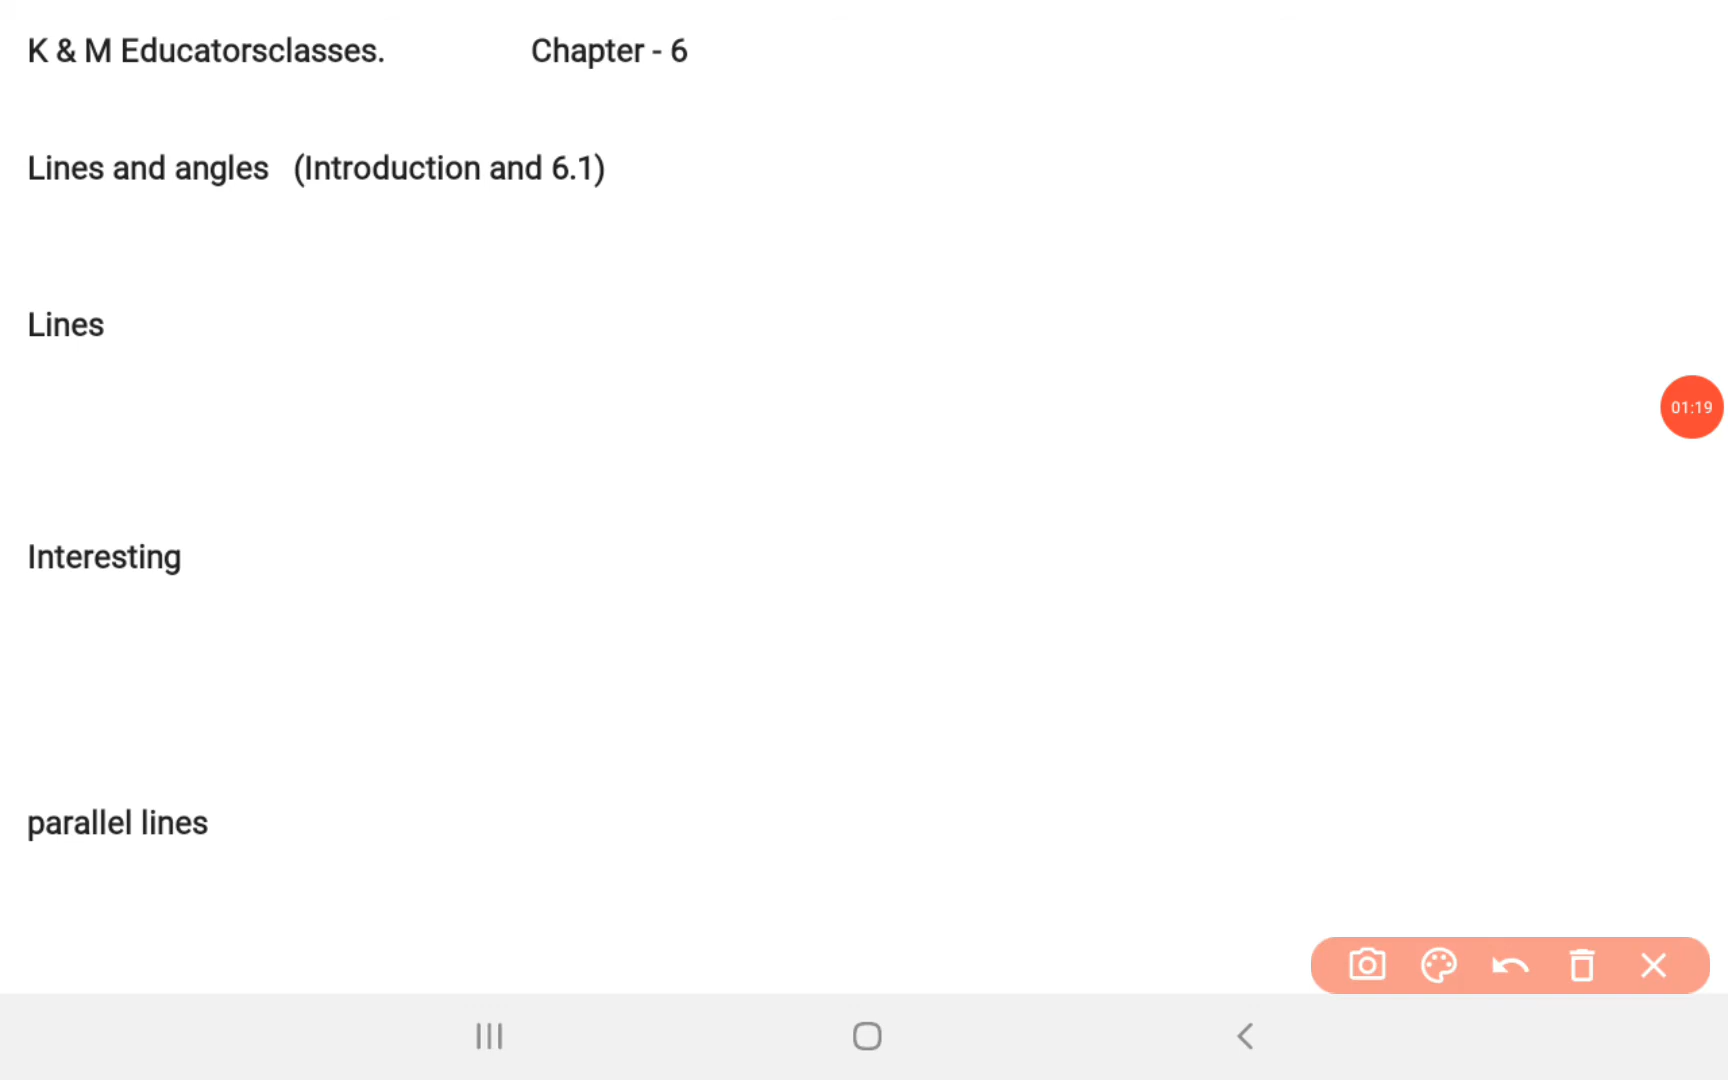 K & M Educatorsclasses. Chapter - 6
Lines and angles (Introduction and 6.1)
Lines
01:19
Interesting
parallel lines